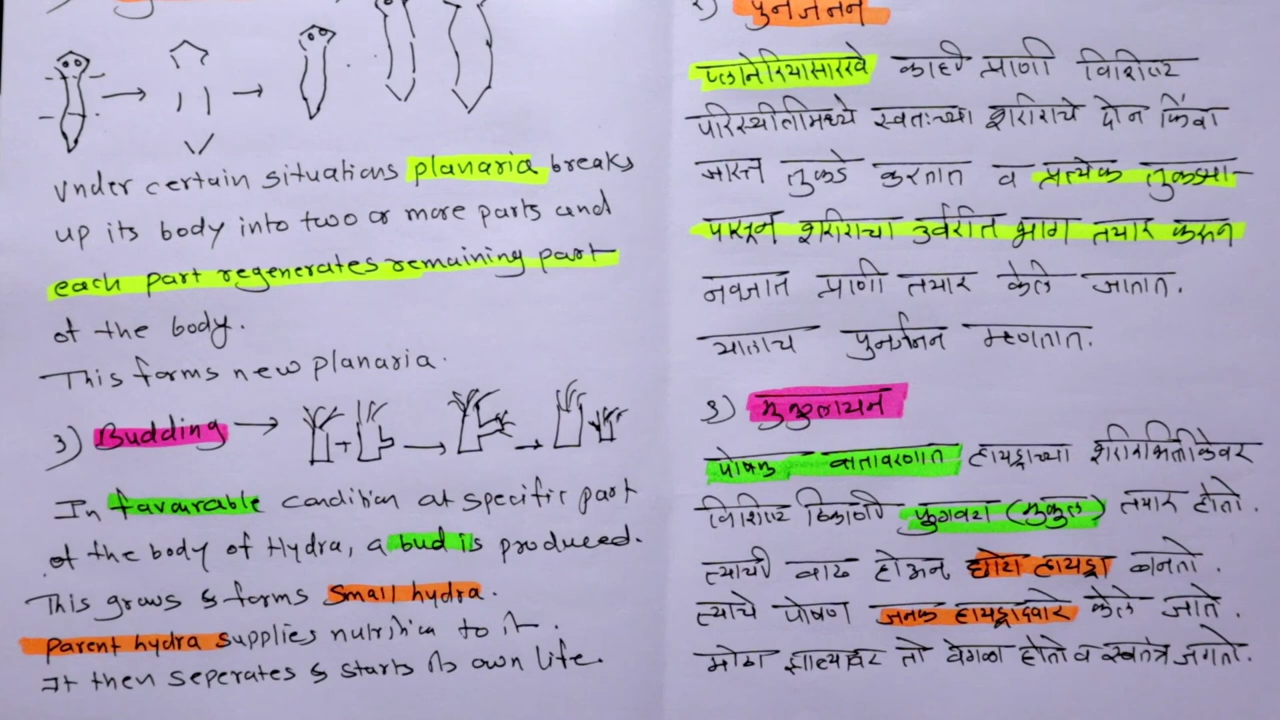 Under certain situations planaria breaks
up its body into two or more parts and
each part regenerates remaining part
of the body.
This forms new planaria.
3) Budding →
In favourable condition at specific part
of the body of Hydra, a bud is produced.
This grows & forms small hydra.
parent hydra supplies nutrition to it.
It then seperates & starts its own life.
२) पुनर्जनन
प्लानेरियासारखे काही प्राणी विशिष्ट
परिस्थितीमध्ये स्वतःच्या शरीराचे दोन किंवा
जास्त तुकडे करतात व प्रत्येक तुकड्या-
पासून शरीराचा उर्वरीत भाग तयार करून
नवजात प्राणी तयार केले जातात.
यालाच पुनर्जनन म्हणतात.
३) मुकुलायन
पोषक वातावरणात हायड्राच्या शरीरभित्तिकेवर
विशिष्ट ठिकाणी फुगवटा (मुकुल) तयार होतो.
त्याची वाढ होऊन छोटा हायड्रा बनतो.
त्याचे पोषण जनक हायड्राद्वारे केले जाते.
मोठा झाल्यावर तो वेगळा होतो व स्वतंत्र जगतो.